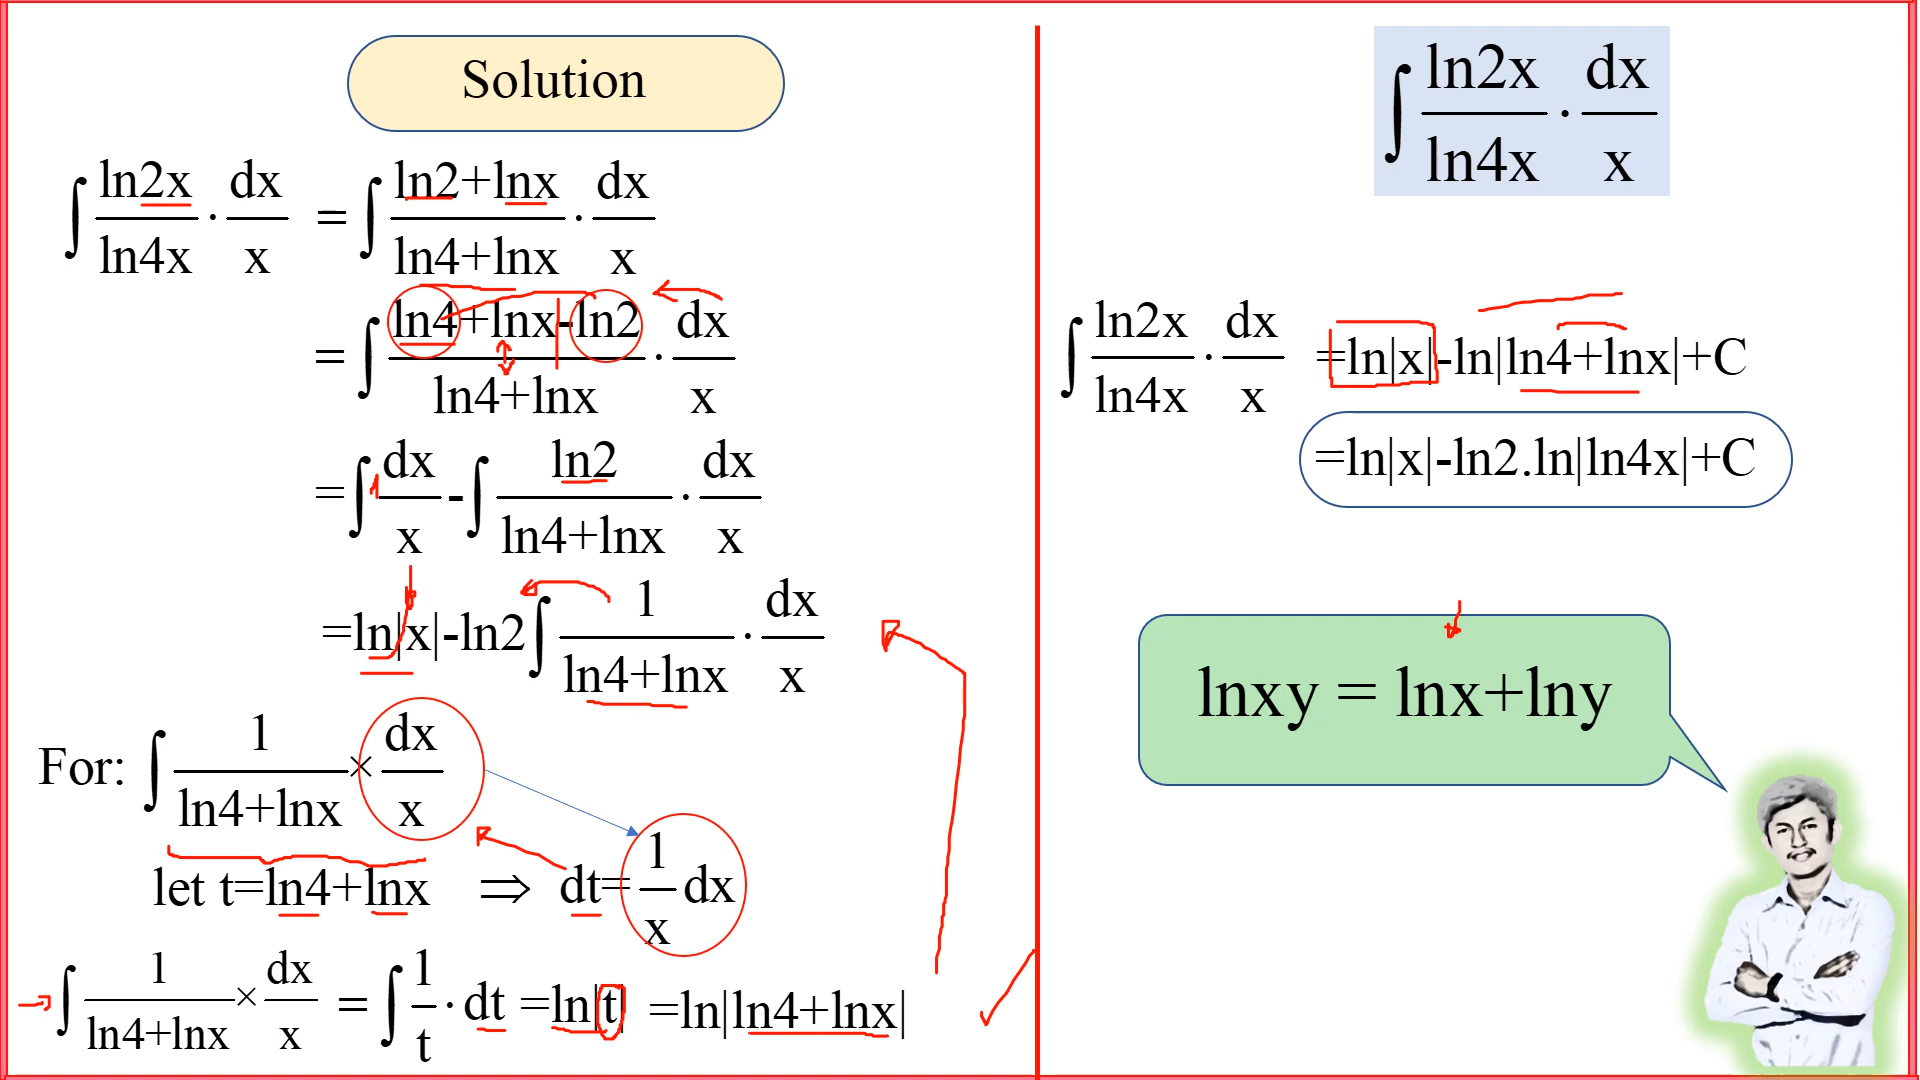 Solution
∫ ln2x/ln4x · dx/x = ∫ ln2+lnx/ln4+lnx · dx/x
= ∫ ln4+lnx-ln2/ln4+lnx · dx/x
= ∫ dx/x - ∫ ln2/ln4+lnx · dx/x
=ln|x|-ln2 ∫ 1/ln4+lnx · dx/x
For: ∫ 1/ln4+lnx × dx/x
let t=ln4+lnx ⇒ dt= 1/x dx
∫ 1/ln4+lnx × dx/x = ∫ 1/t · dt =ln|t| =ln|ln4+lnx|
∫ ln2x/ln4x · dx/x
∫ ln2x/ln4x · dx/x =ln|x|-ln|ln4+lnx|+C
=ln|x|-ln2.ln|ln4x|+C
lnxy = lnx+lny